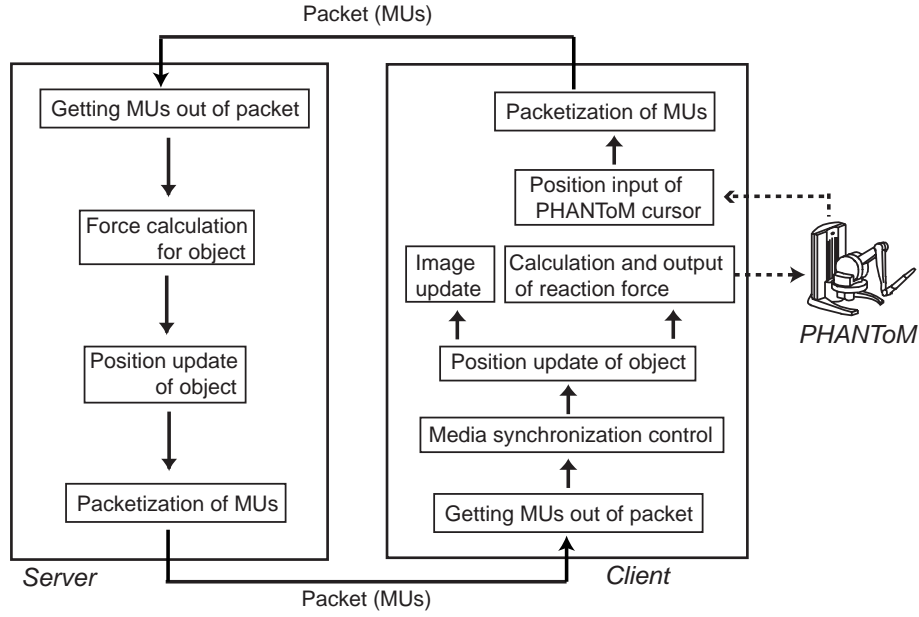 Packet (MUs)
Getting MUs out of packet
Force calculation
for object
Position update
of object
Packetization of MUs
Server
Packetization of MUs
Position input of
PHANToM cursor
Image
update
Calculation and output
of reaction force
PHANToM
Position update of object
Media synchronization control
Getting MUs out of packet
Client
Packet (MUs)